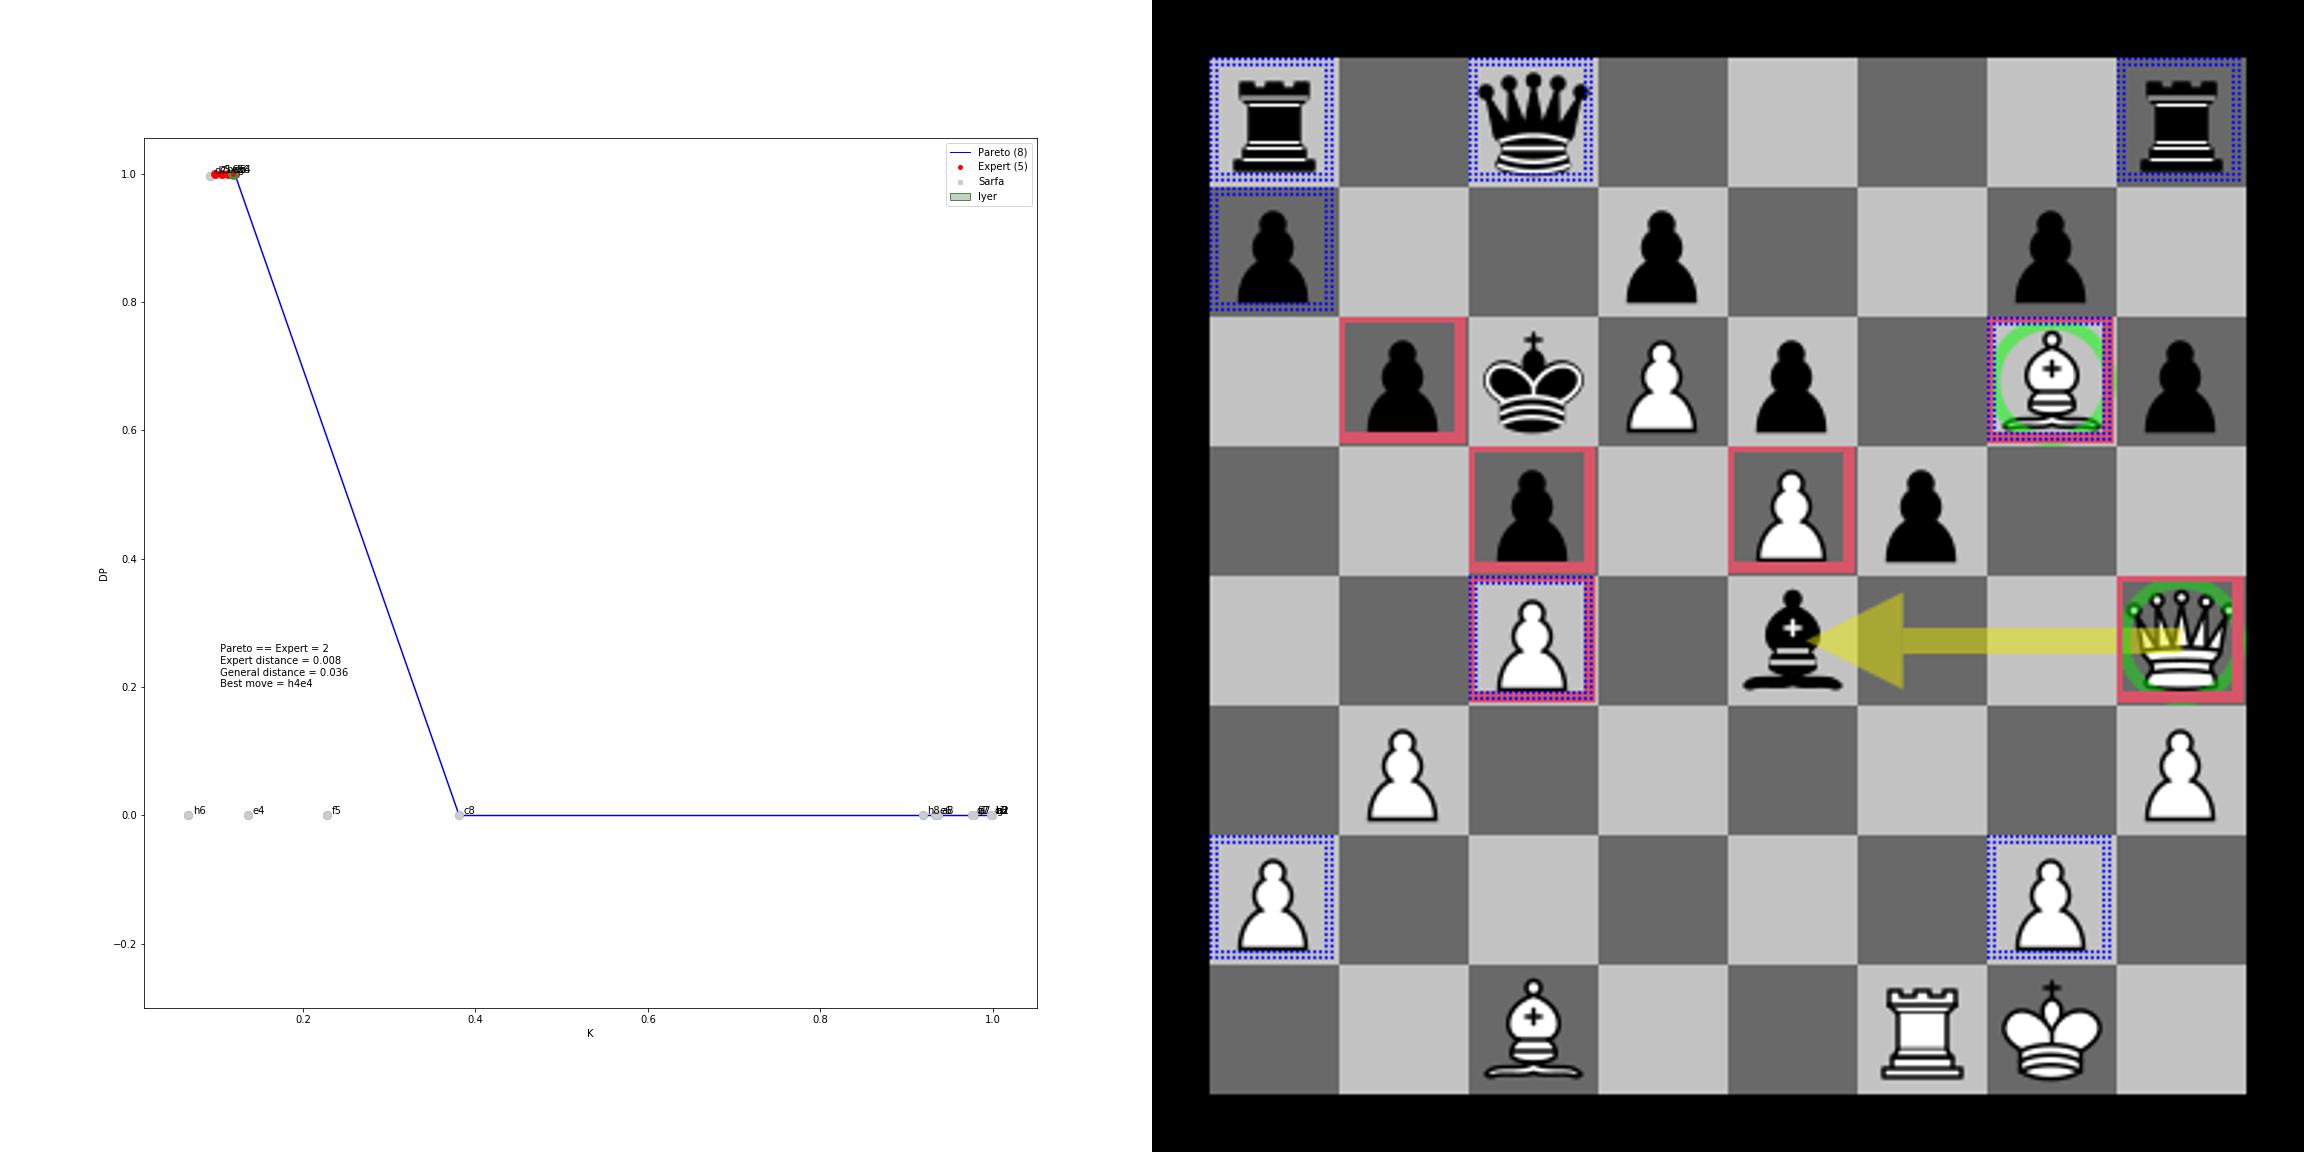 Pareto (8)
Expert (5)
Sarfa
Iyer
1.0
0.8
0.6
0.4
0.2
0.0
−0.2
DP
Pareto == Expert = 2
Expert distance = 0.008
General distance = 0.036
Best move = h4e4
h6
e4
f5
c8
h8
0.2
0.4
0.6
0.8
1.0
K